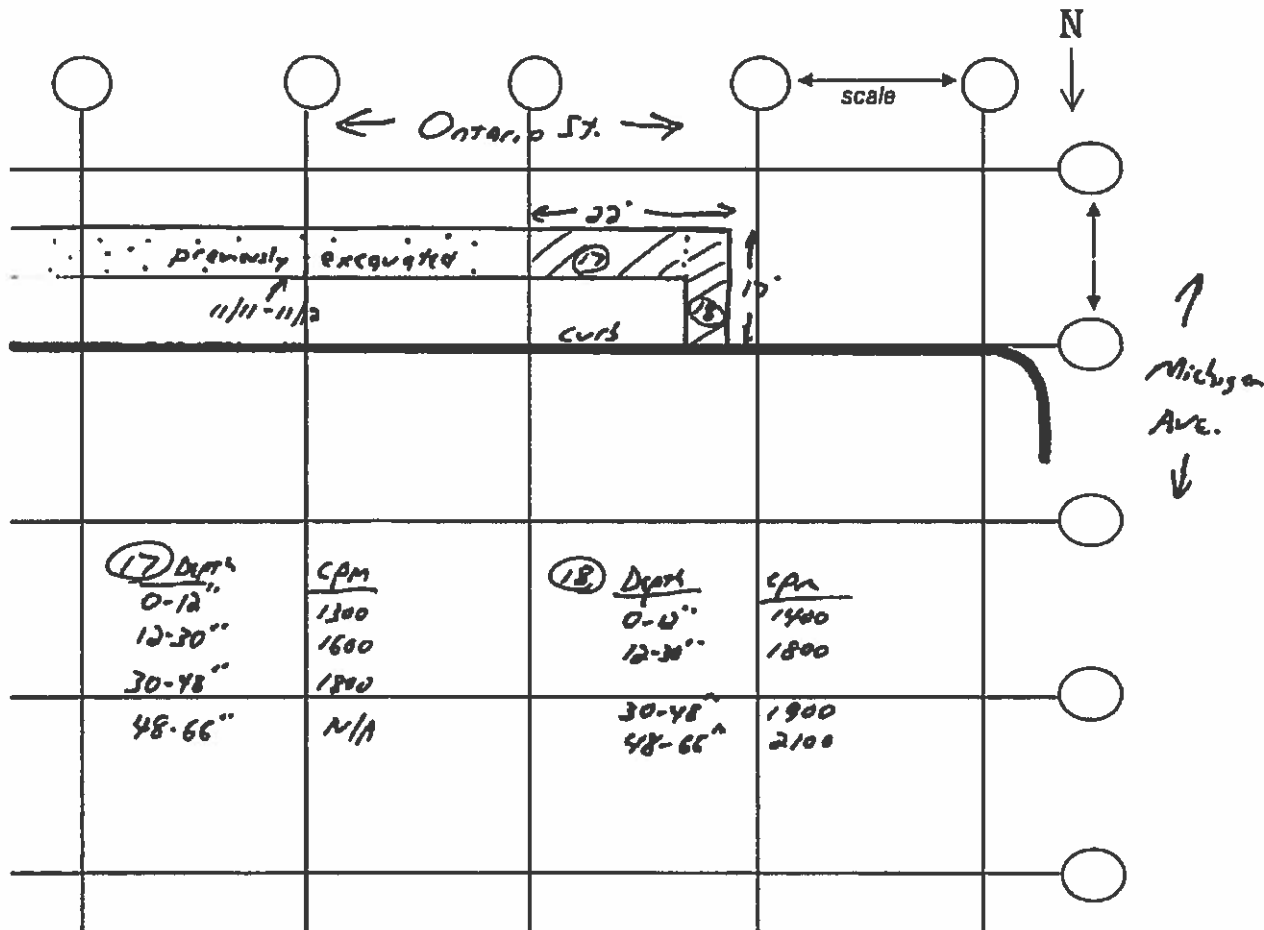 N
scale
← Ontario St. →
22'
previously excavated
17
11/11-11/12
18
curb
Michigan
Ave.
17 Depth cpm
0-12" 1300
12-30" 1600
30-48" 1800
48-66" N/A
18 Depth cpm
0-12" 1400
12-30" 1800
30-48" 1900
48-66" 2100